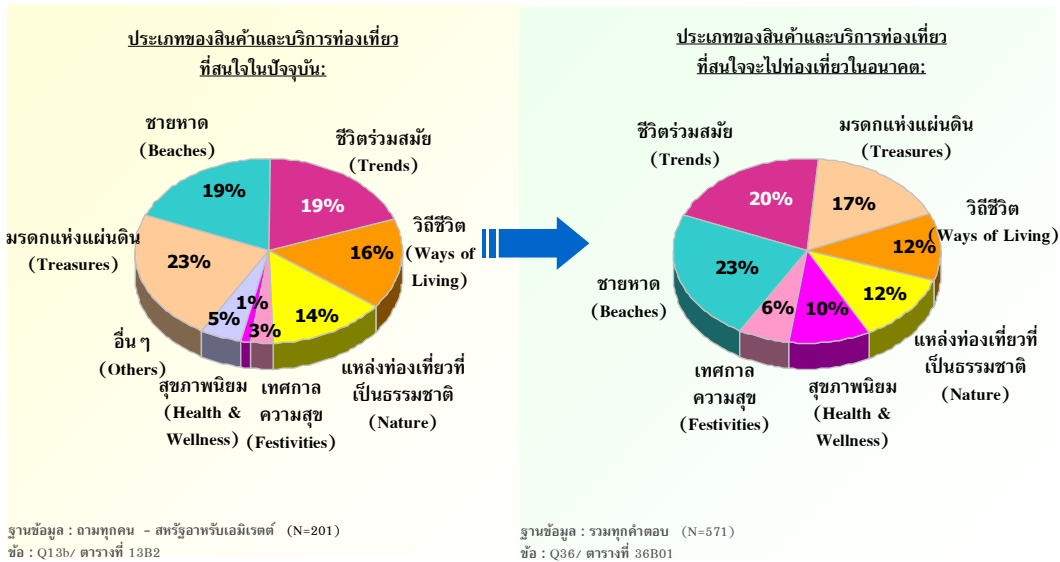 ประเภทของสินค้าและบริการท่องเที่ยว
ที่สนใจในปัจจุบัน:
ชายหาด
(Beaches)
ชีวิตร่วมสมัย
(Trends)
19%
19%
มรดกแห่งแผ่นดิน
(Treasures)
23%
16%
วิถีชีวิต
(Ways of
Living)
1%
5%
3%
14%
อื่น ๆ
(Others)
สุขภาพนิยม
(Health &
Wellness)
เทศกาล
ความสุข
(Festivities)
แหล่งท่องเที่ยวที่
เป็นธรรมชาติ
(Nature)
ฐานข้อมูล : ถามทุกคน - สหรัฐอาหรับเอมิเรตต์ (N=201)
ข้อ : Q13b/ ตารางที่ 13B2
ประเภทของสินค้าและบริการท่องเที่ยว
ที่สนใจจะไปท่องเที่ยวในอนาคต:
ชีวิตร่วมสมัย
(Trends)
มรดกแห่งแผ่นดิน
(Treasures)
20%
17%
วิถีชีวิต
(Ways of Living)
12%
23%
ชายหาด
(Beaches)
6%
10%
12%
เทศกาล
ความสุข
(Festivities)
สุขภาพนิยม
(Health &
Wellness)
แหล่งท่องเที่ยวที่
เป็นธรรมชาติ
(Nature)
ฐานข้อมูล : รวมทุกคำตอบ (N=571)
ข้อ : Q36/ ตารางที่ 36B01